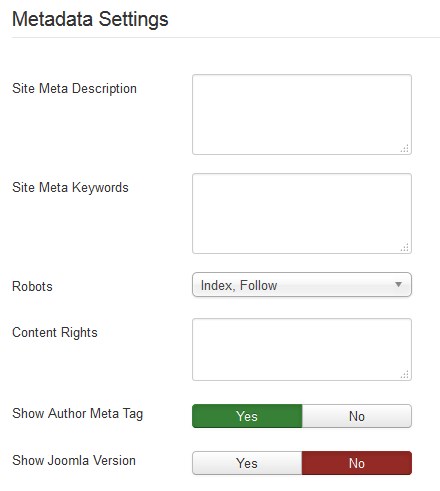 Metadata Settings
Site Meta Description
Site Meta Keywords
Robots Index, Follow
Content Rights
Show Author Meta Tag Yes No
Show Joomla Version Yes No